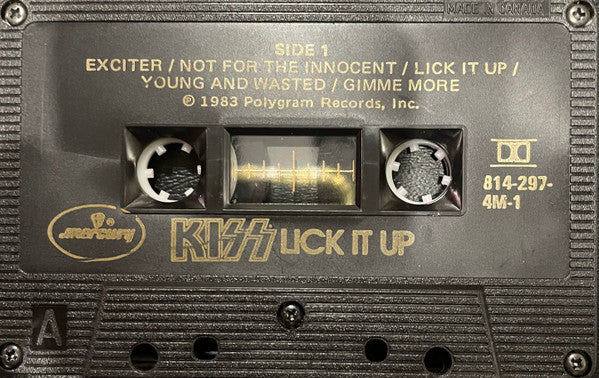 MADE IN CANADA
SIDE 1
EXCITER / NOT FOR THE INNOCENT / LICK IT UP /
YOUNG AND WASTED / GIMME MORE
℗ 1983 Polygram Records, Inc.
814-297-
4M-1
mercury ®
KISS LICK IT UP
A